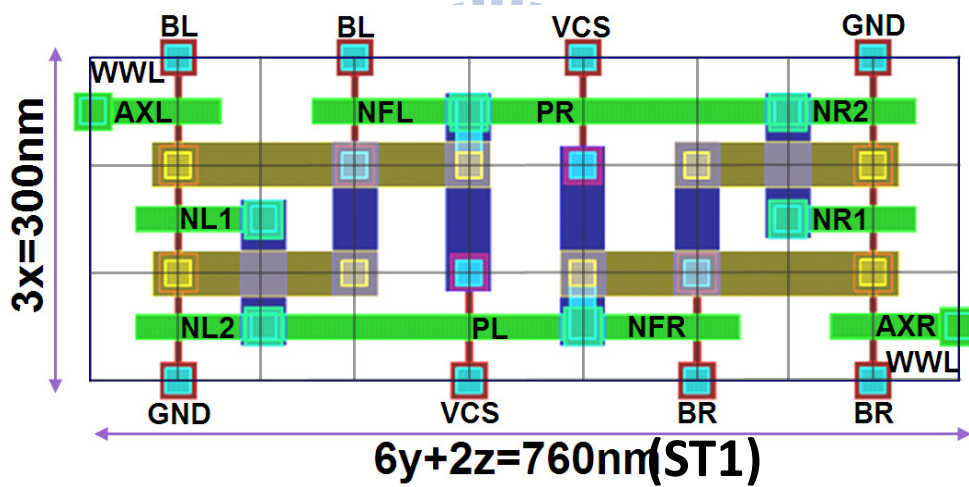 BL BL VCS GND
WWL
AXL NFL PR NR2
NL1 NR1
NL2 PL NFR AXR
WWL
GND VCS BR BR
3x=300nm
6y+2z=760nm(ST1)